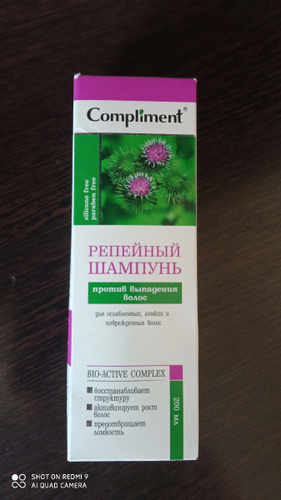 Compliment®
silicone free
paraben free
РЕПЕЙНЫЙ
ШАМПУНЬ
против выпадения
волос
для ослабленных, ломких и
поврежденных волос
BIO-ACTIVE COMPLEX
восстанавливает
структуру
активизирует рост
волос
предотвращает
ломкость
200 мл
SHOT ON REDMI 9
AI QUAD CAMERA